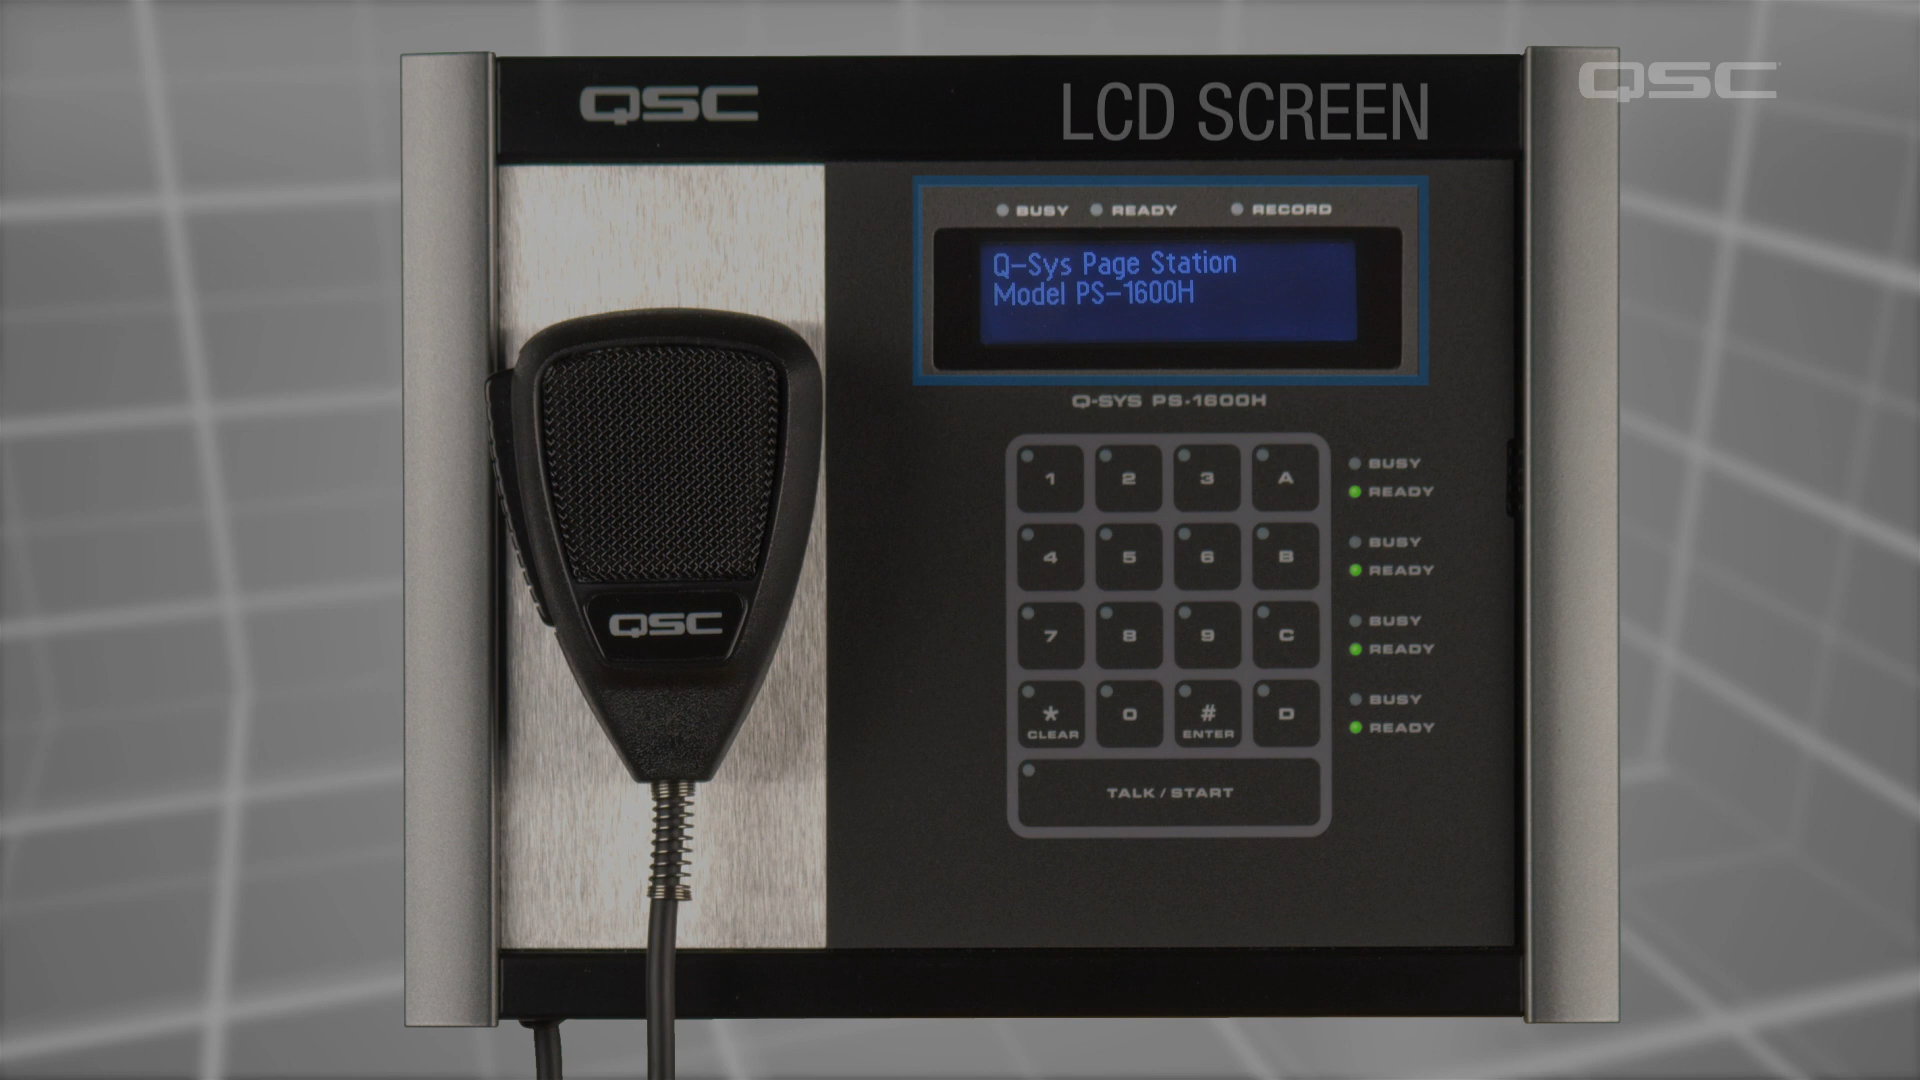 QSC
LCD SCREEN
QSC
BUSY READY RECORD
Q-Sys Page Station
Model PS-1600H
Q-SYS PS-1600H
1 2 3 A
BUSY
READY
4 5 6 B
BUSY
READY
7 8 9 C
BUSY
READY
* 0 # D
CLEAR ENTER
BUSY
READY
TALK / START
QSC